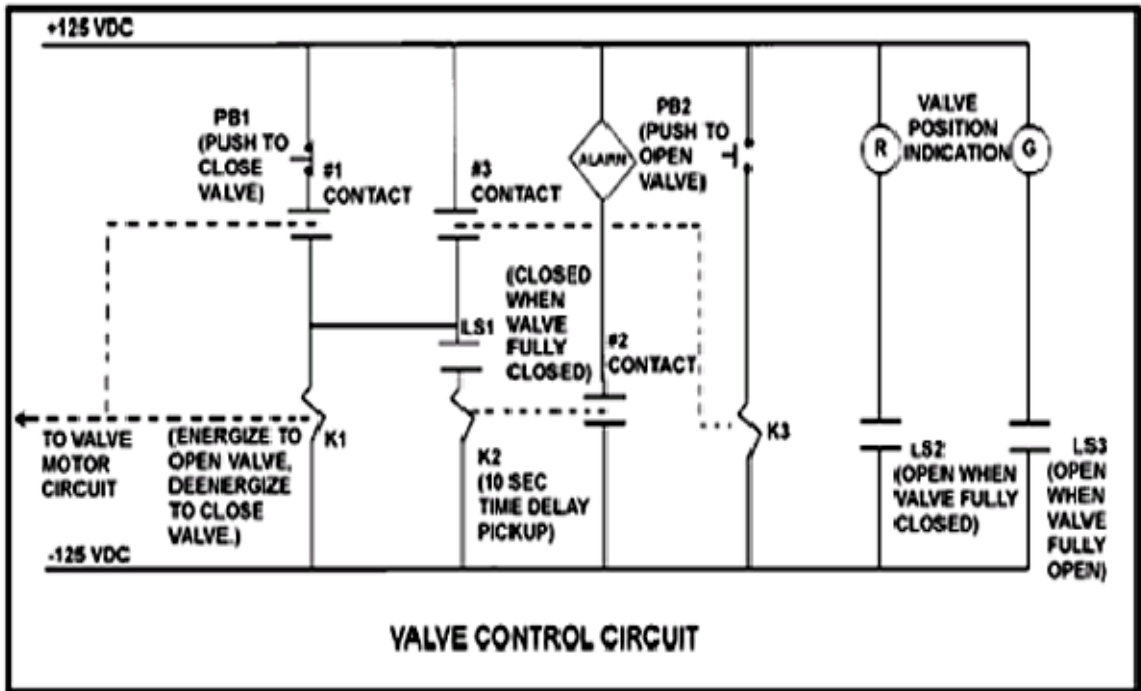 +125 VDC
PB1
(PUSH TO
CLOSE
VALVE)
#1
CONTACT
#3
CONTACT
ALARM
PB2
(PUSH TO
OPEN
VALVE)
VALVE
POSITION
INDICATION
R
G
(CLOSED
WHEN
VALVE
FULLY
CLOSED)
LS1
#2
CONTACT
TO VALVE
MOTOR
CIRCUIT
(ENERGIZE TO
OPEN VALVE,
DEENERGIZE
TO CLOSE
VALVE.)
K1
K2
(10 SEC
TIME DELAY
PICKUP)
K3
LS2
(OPEN WHEN
VALVE FULLY
CLOSED)
LS3
(OPEN
WHEN
VALVE
FULLY
OPEN)
-125 VDC
VALVE CONTROL CIRCUIT